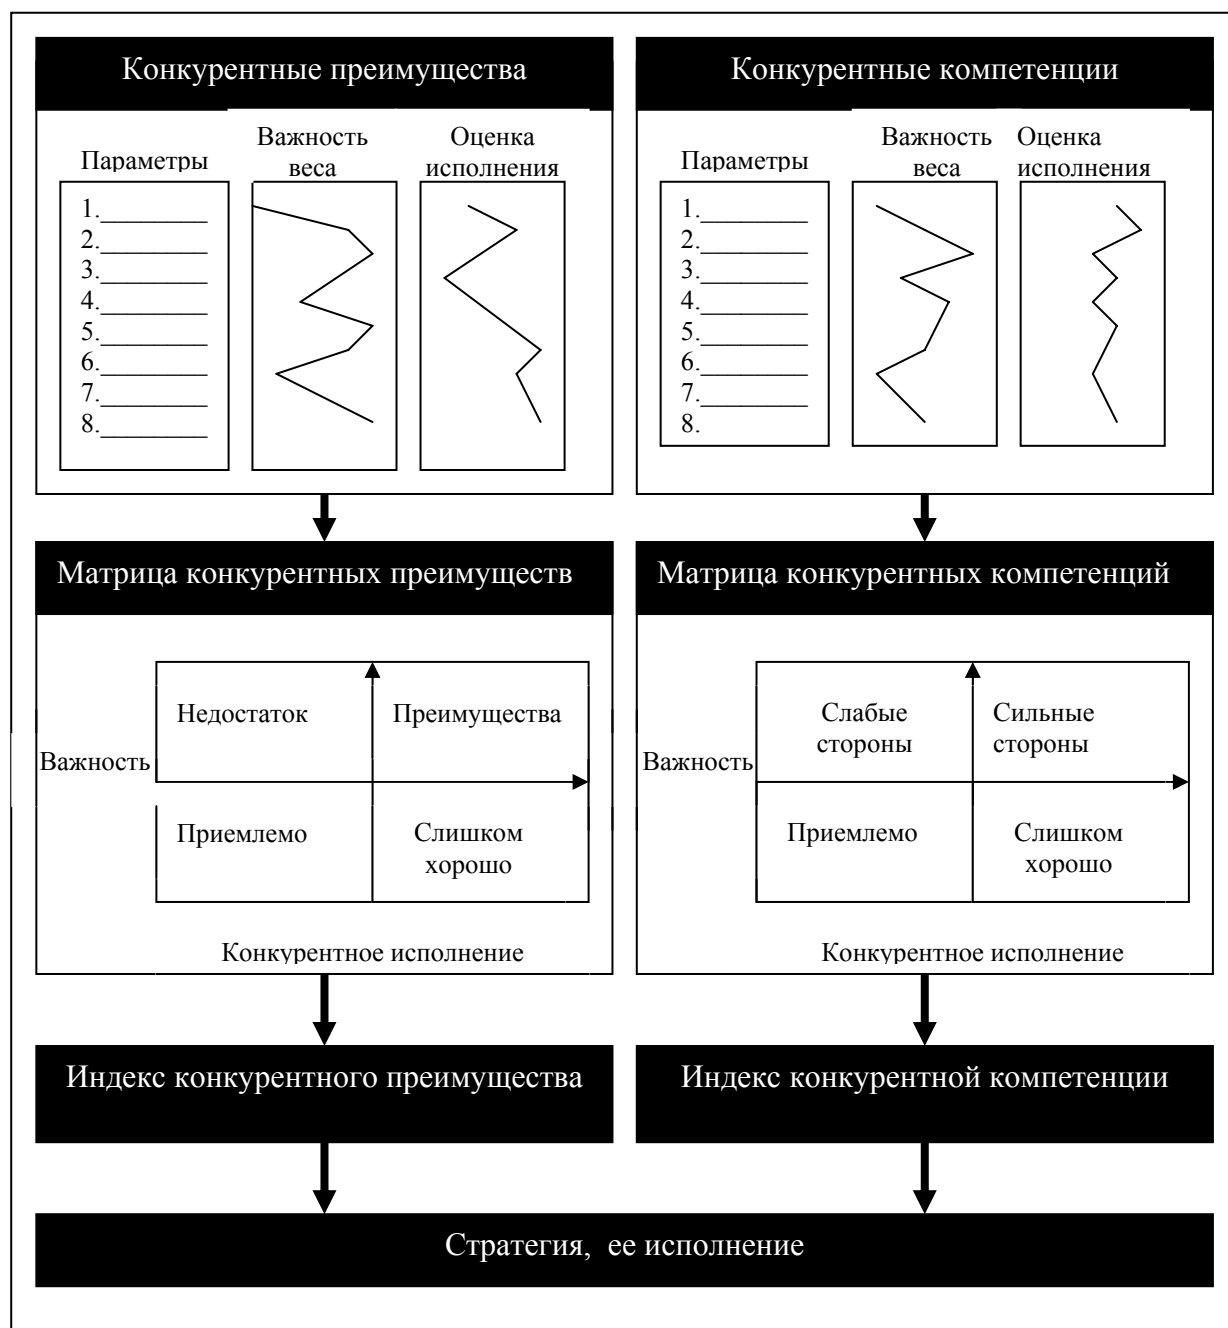 Конкурентные преимущества
Параметры
Важность
веса
Оценка
исполнения
1.________
2.________
3.________
4.________
5.________
6.________
7.________
8.________
Конкурентные компетенции
Параметры
Важность
веса
Оценка
исполнения
1.________
2.________
3.________
4.________
5.________
6.________
7.________
8.
Матрица конкурентных преимуществ
Важность
Недостаток
Преимущества
Приемлемо
Слишком
хорошо
Конкурентное исполнение
Матрица конкурентных компетенций
Важность
Слабые
стороны
Сильные
стороны
Приемлемо
Слишком
хорошо
Конкурентное исполнение
Индекс конкурентного преимущества
Индекс конкурентной компетенции
Стратегия, ее исполнение